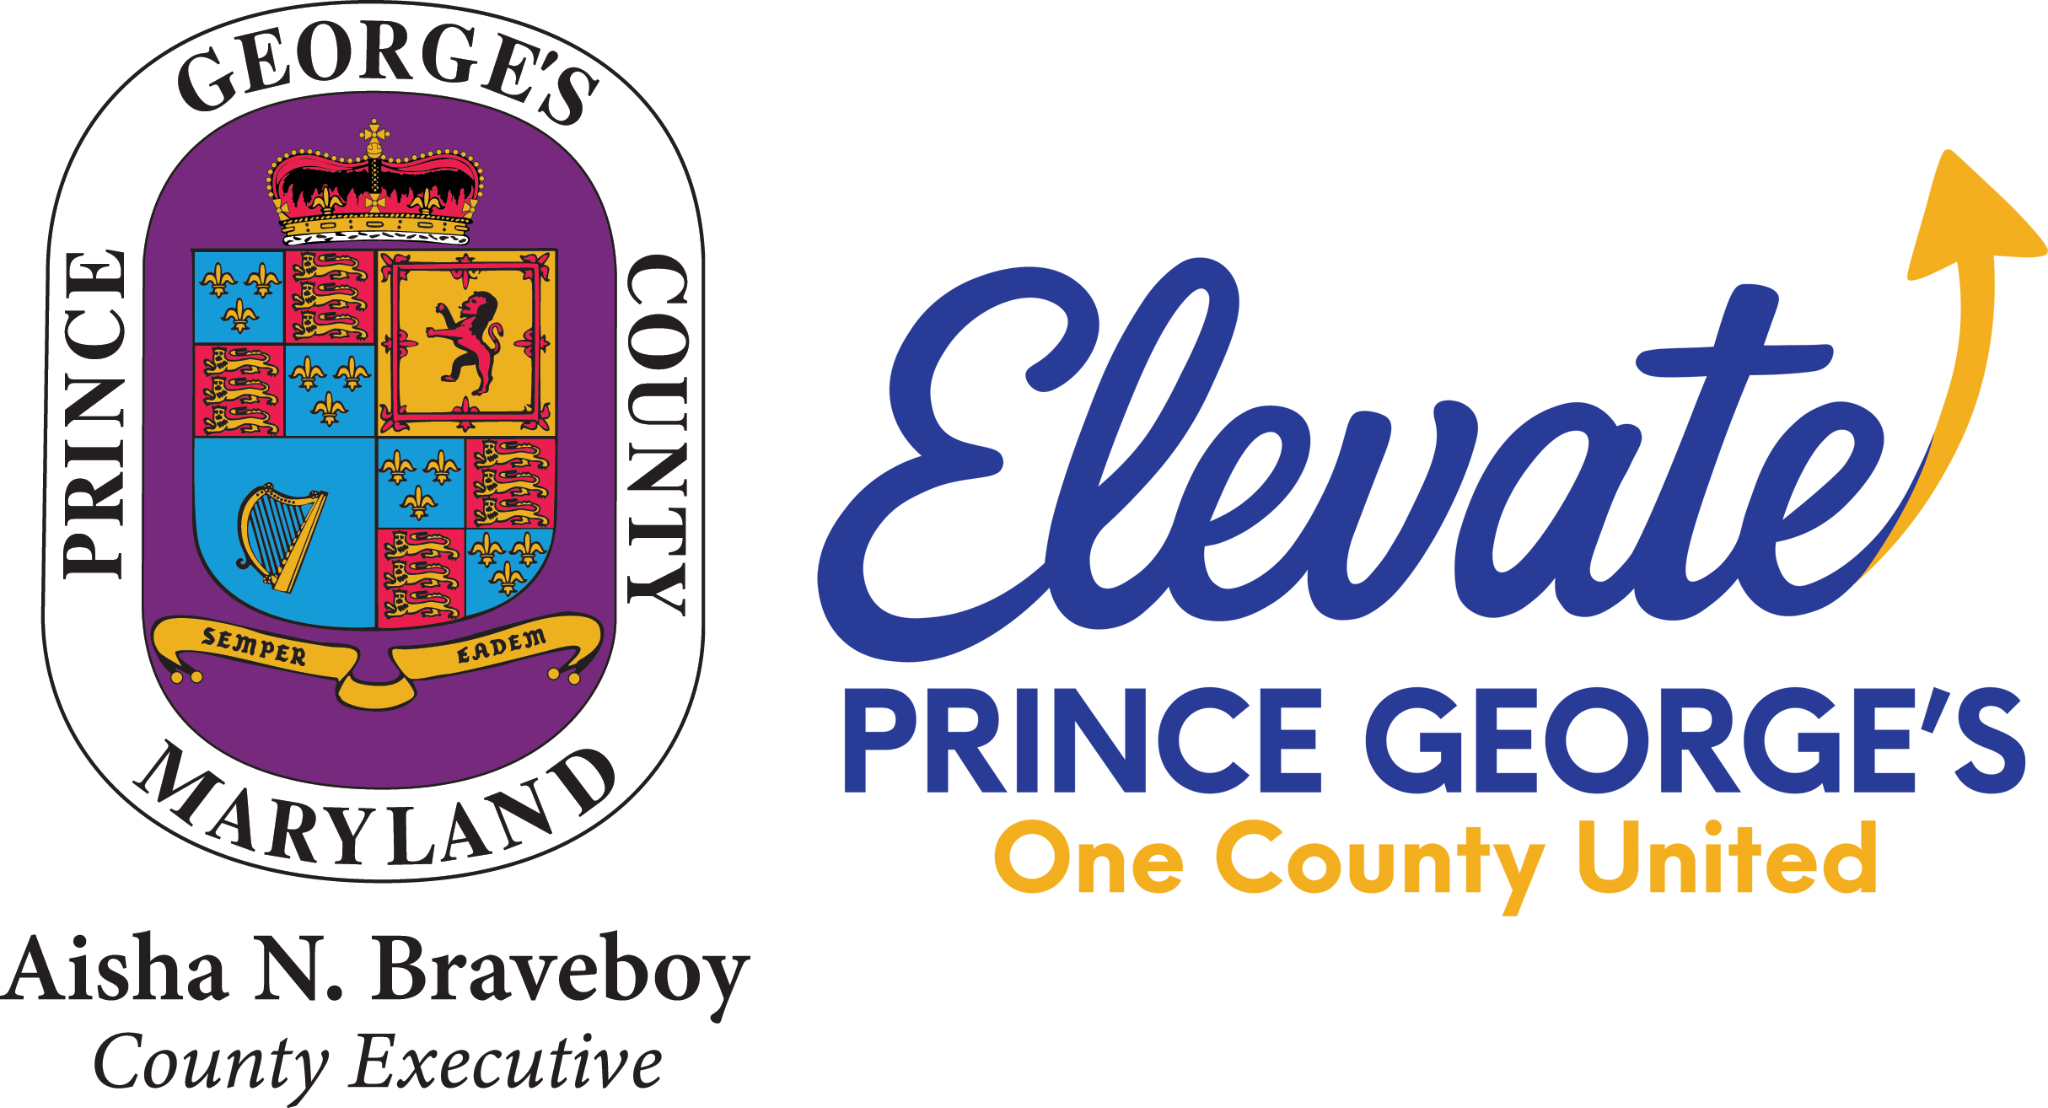 PRINCE GEORGE'S COUNTY
MARYLAND
SEMPER EADEM
Aisha N. Braveboy
County Executive
Elevate
PRINCE GEORGE'S
One County United